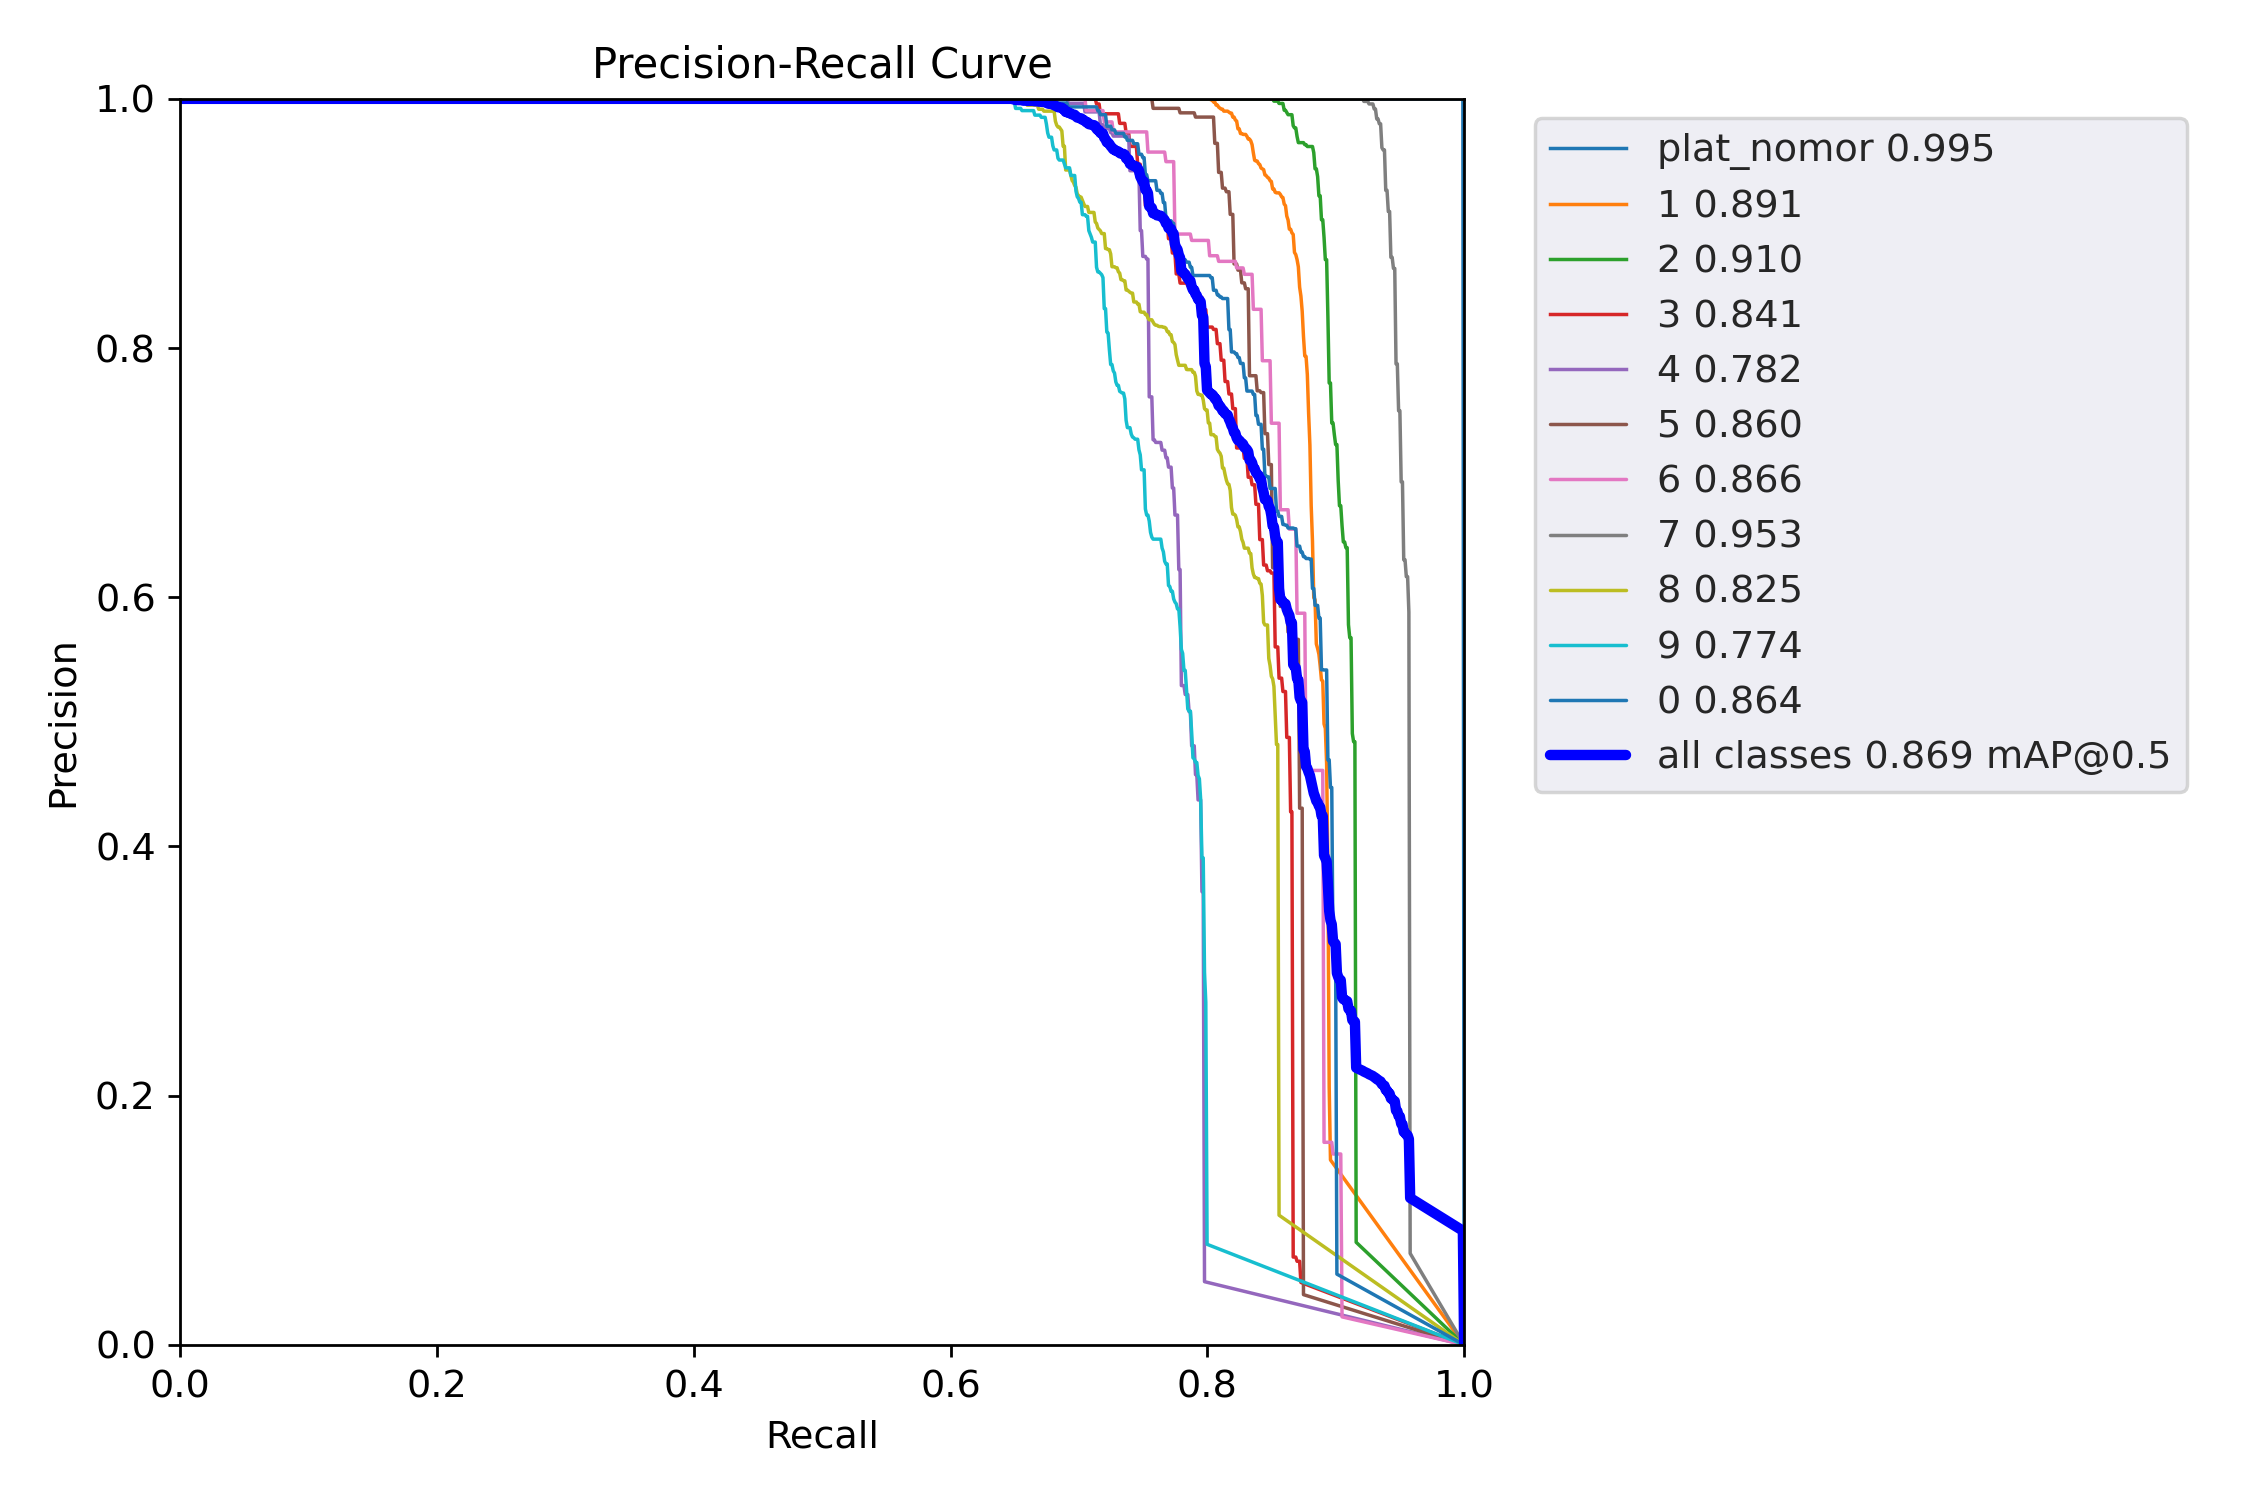 Precision-Recall Curve
1.0
0.8
0.6
0.4
0.2
0.0
Precision
0.0 0.2 0.4 0.6 0.8 1.0
Recall
plat_nomor 0.995
1 0.891
2 0.910
3 0.841
4 0.782
5 0.860
6 0.866
7 0.953
8 0.825
9 0.774
0 0.864
all classes 0.869 mAP@0.5